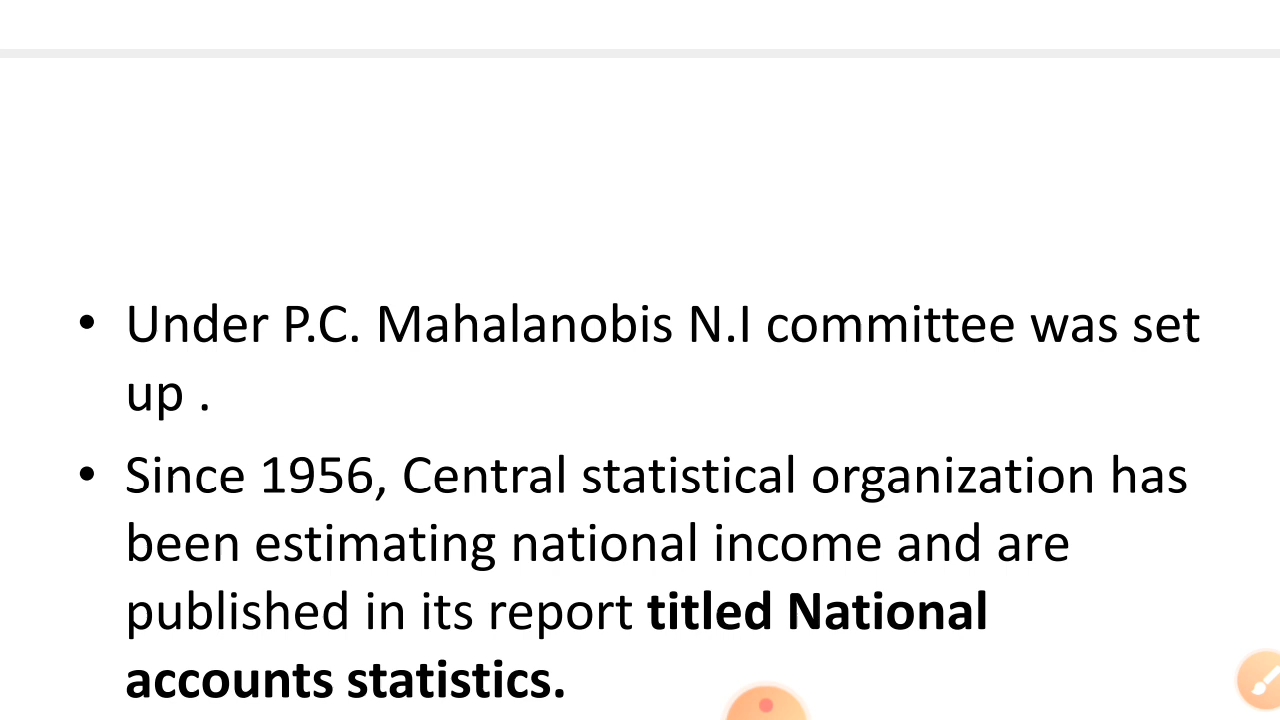 • Under P.C. Mahalanobis N.I committee was set
up .
• Since 1956, Central statistical organization has
been estimating national income and are
published in its report titled National
accounts statistics.